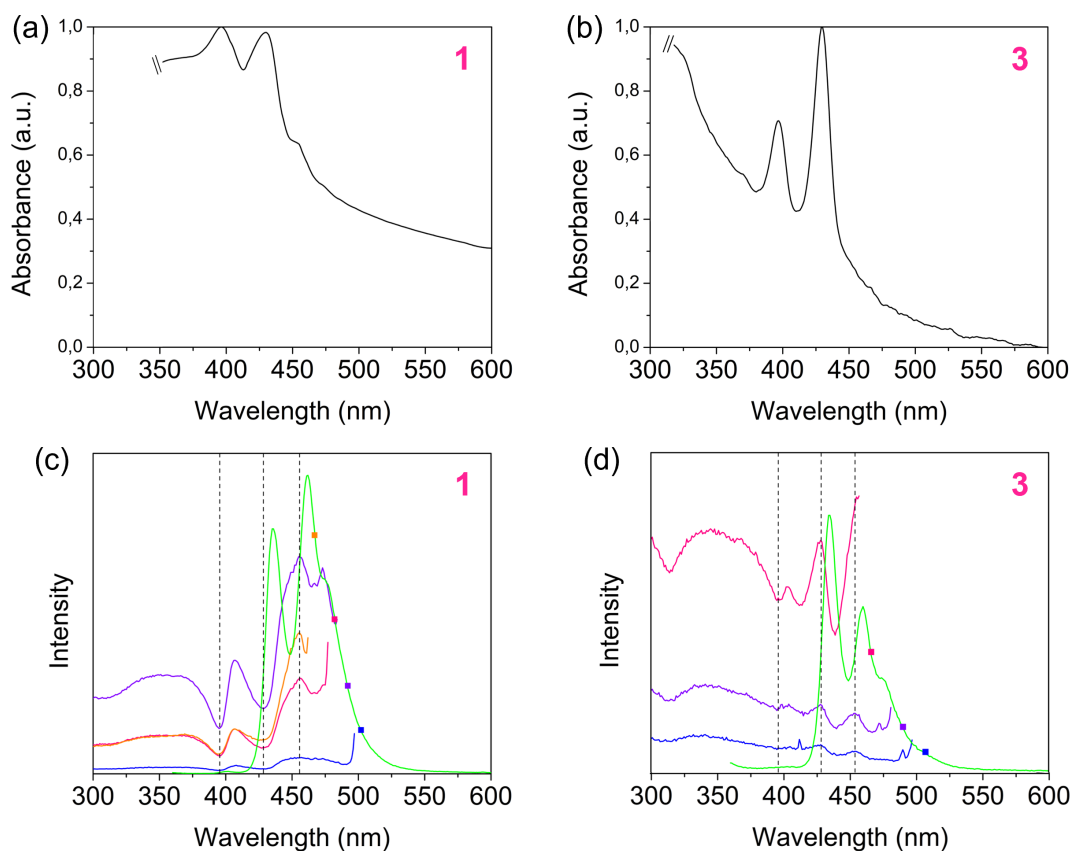 (a)
1
Absorbance (a.u.)
1,0
0,8
0,6
0,4
0,2
0,0
300 350 400 450 500 550 600
Wavelength (nm)
(b)
3
Absorbance (a.u.)
1,0
0,8
0,6
0,4
0,2
0,0
300 350 400 450 500 550 600
Wavelength (nm)
(c)
1
Intensity
300 350 400 450 500 550 600
Wavelength (nm)
(d)
3
Intensity
300 350 400 450 500 550 600
Wavelength (nm)